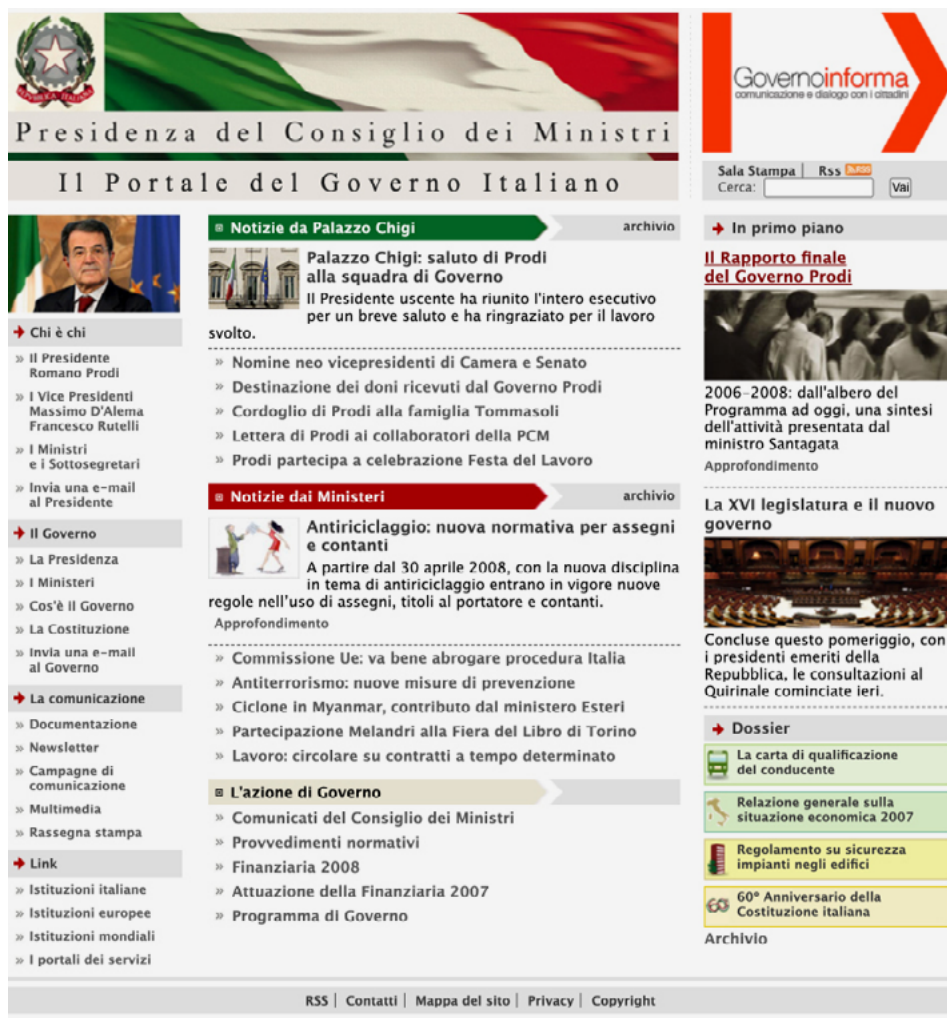 REPVBBLICA ITALIANA
Presidenza del Consiglio dei Ministri
Il Portale del Governo Italiano
Governoinforma
comunicazione e dialogo con i cittadini
Sala Stampa | Rss
Cerca: Vai
Chi è chi
» Il Presidente
Romano Prodi
» I Vice Presidenti
Massimo D'Alema
Francesco Rutelli
» I Ministri
e i Sottosegretari
» Invia una e-mail
al Presidente
Il Governo
» La Presidenza
» I Ministeri
» Cos'è il Governo
» La Costituzione
» Invia una e-mail
al Governo
La comunicazione
» Documentazione
» Newsletter
» Campagne di
comunicazione
» Multimedia
» Rassegna stampa
Link
» Istituzioni italiane
» Istituzioni europee
» Istituzioni mondiali
» I portali dei servizi
Notizie da Palazzo Chigi archivio
Palazzo Chigi: saluto di Prodi
alla squadra di Governo
Il Presidente uscente ha riunito l'intero esecutivo
per un breve saluto e ha ringraziato per il lavoro
svolto.
» Nomine neo vicepresidenti di Camera e Senato
» Destinazione dei doni ricevuti dal Governo Prodi
» Cordoglio di Prodi alla famiglia Tommasoli
» Lettera di Prodi ai collaboratori della PCM
» Prodi partecipa a celebrazione Festa del Lavoro
Notizie dai Ministeri archivio
Antiriciclaggio: nuova normativa per assegni
e contanti
A partire dal 30 aprile 2008, con la nuova disciplina
in tema di antiriciclaggio entrano in vigore nuove
regole nell'uso di assegni, titoli al portatore e contanti.
Approfondimento
» Commissione Ue: va bene abrogare procedura Italia
» Antiterrorismo: nuove misure di prevenzione
» Ciclone in Myanmar, contributo dal ministero Esteri
» Partecipazione Melandri alla Fiera del Libro di Torino
» Lavoro: circolare su contratti a tempo determinato
L'azione di Governo
» Comunicati del Consiglio dei Ministri
» Provvedimenti normativi
» Finanziaria 2008
» Attuazione della Finanziaria 2007
» Programma di Governo
In primo piano
Il Rapporto finale
del Governo Prodi
2006-2008: dall'albero del
Programma ad oggi, una sintesi
dell'attività presentata dal
ministro Santagata
Approfondimento
La XVI legislatura e il nuovo
governo
Concluse questo pomeriggio, con
i presidenti emeriti della
Repubblica, le consultazioni al
Quirinale cominciate ieri.
Dossier
La carta di qualificazione
del conducente
Relazione generale sulla
situazione economica 2007
Regolamento su sicurezza
impianti negli edifici
60
60° Anniversario della
Costituzione italiana
Archivio
RSS | Contatti | Mappa del sito | Privacy | Copyright